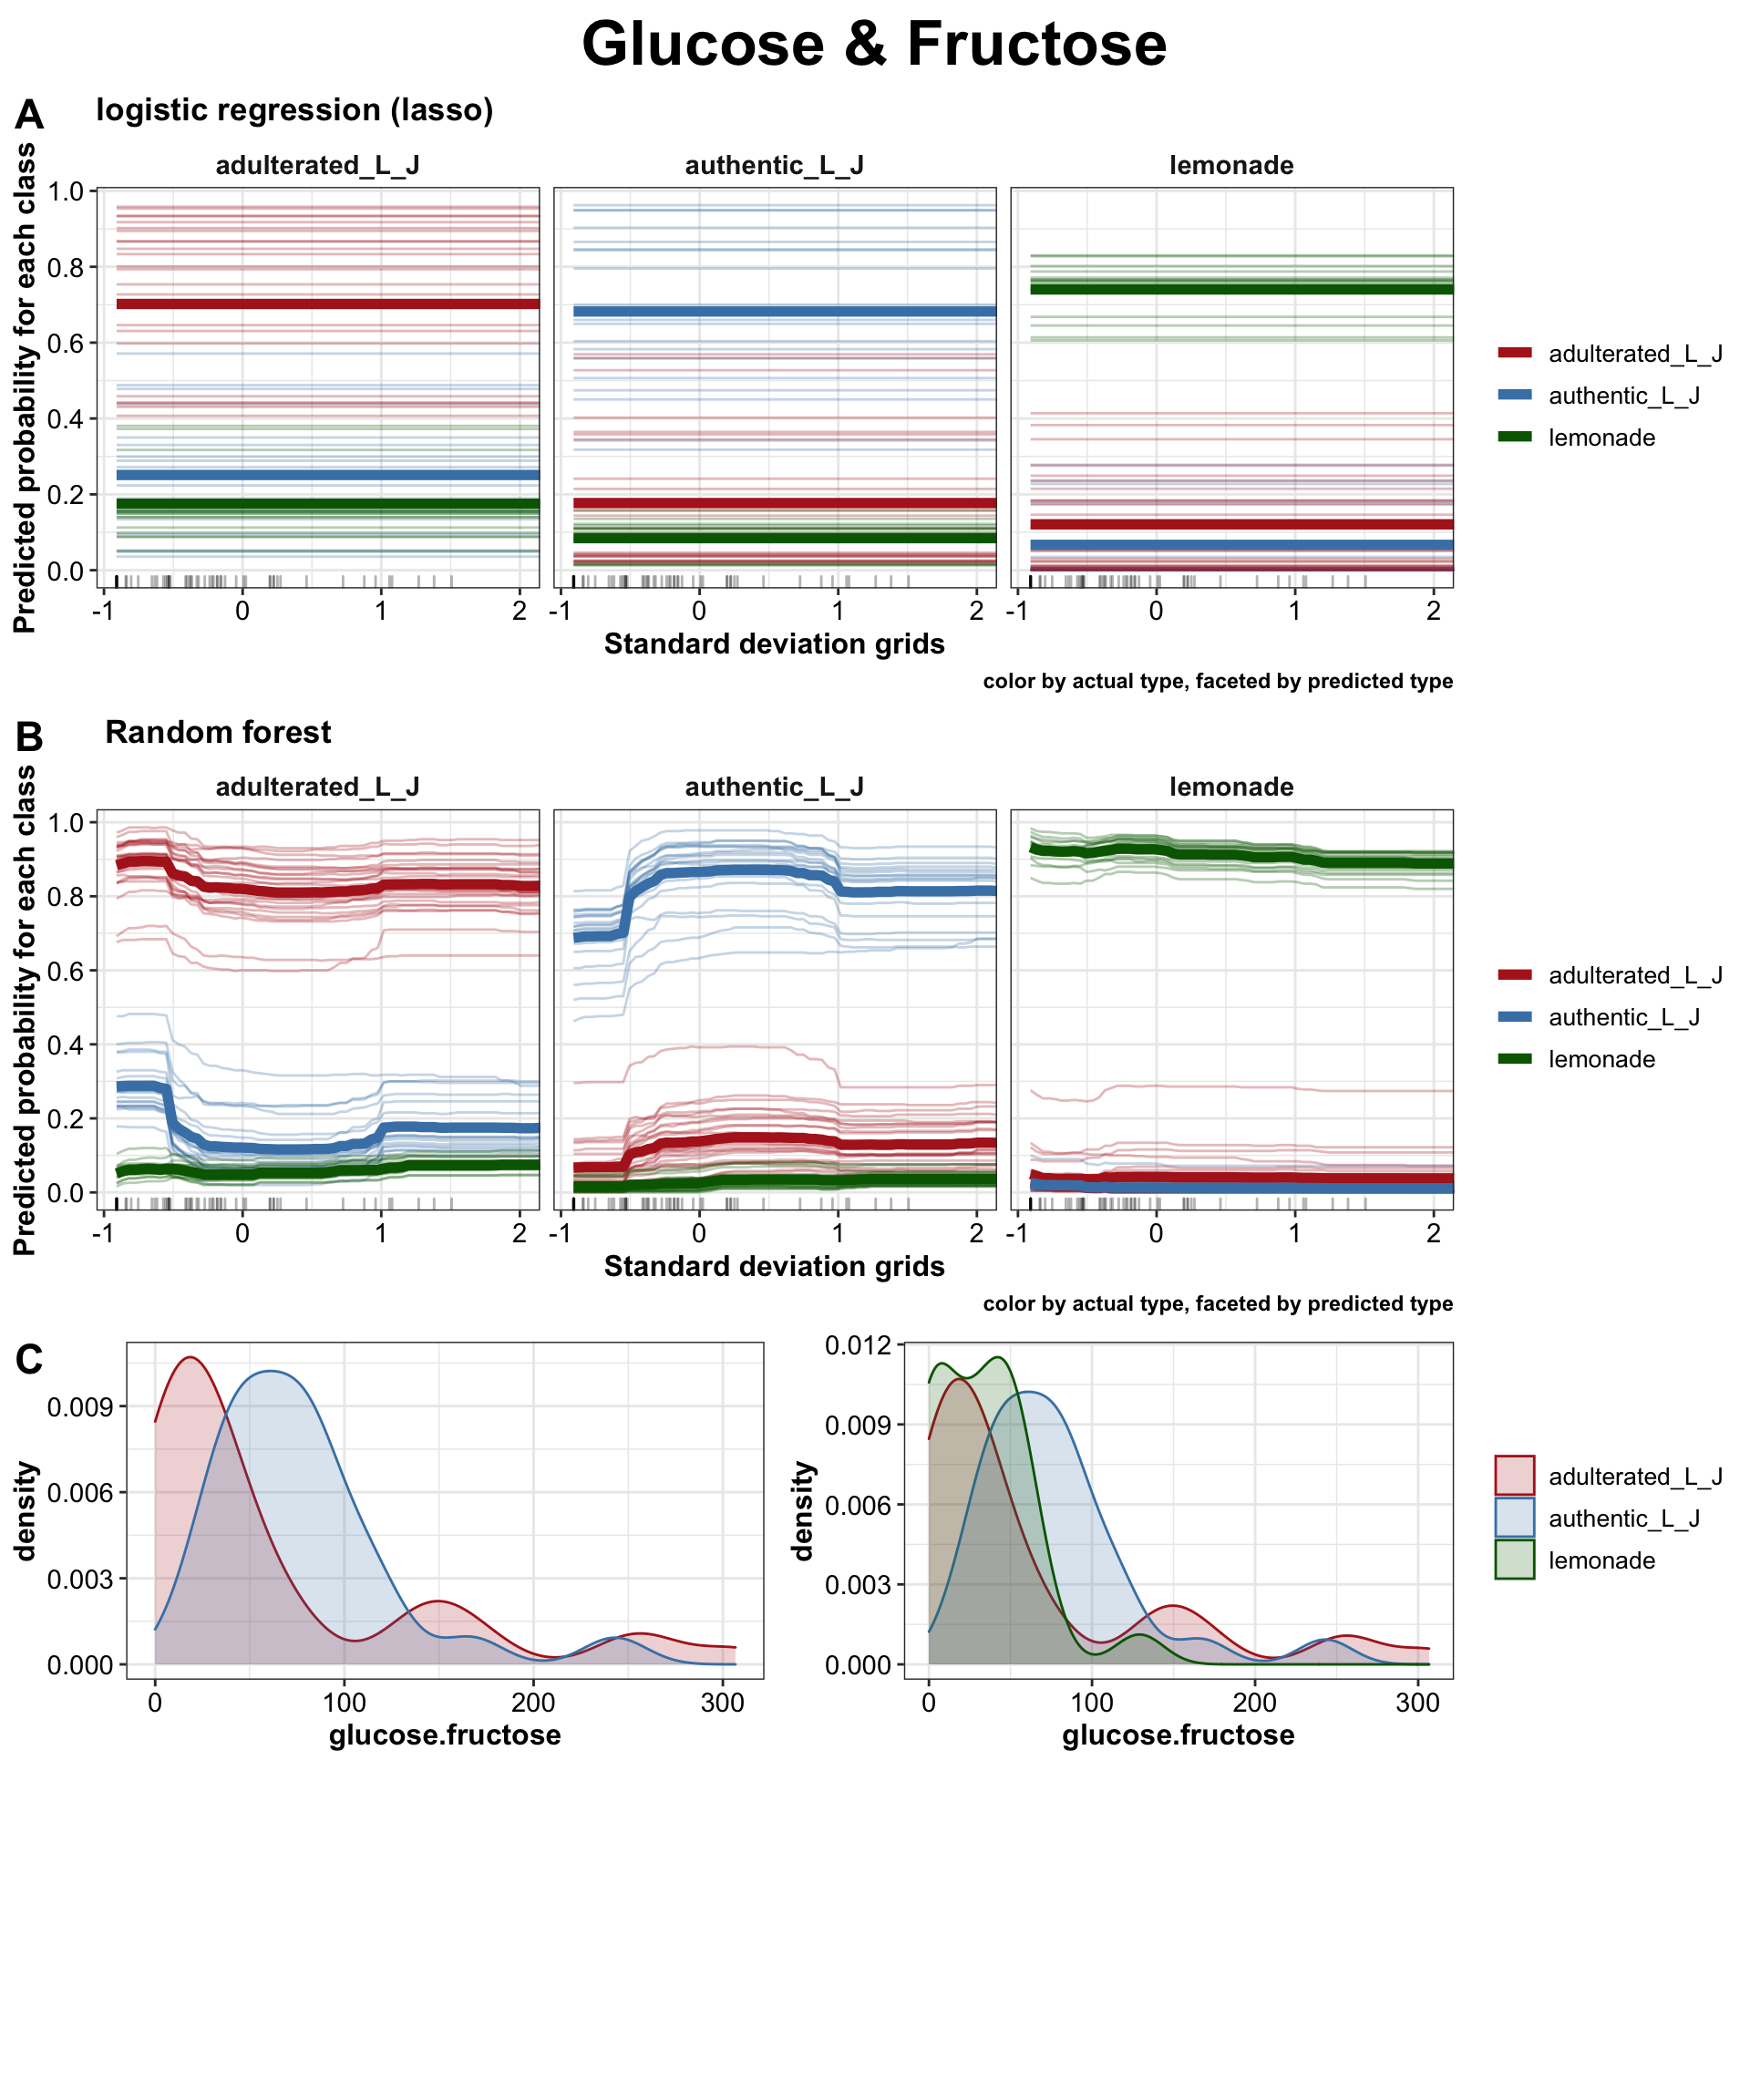 Glucose & Fructose
A
logistic regression (lasso)
adulterated_L_J
authentic_L_J
lemonade
Predicted probability for each class
1.0
0.8
0.6
0.4
0.2
0.0
-1 0 1 2
-1 0 1 2
-1 0 1 2
Standard deviation grids
color by actual type, faceted by predicted type
adulterated_L_J
authentic_L_J
lemonade
B
Random forest
adulterated_L_J
authentic_L_J
lemonade
Predicted probability for each class
1.0
0.8
0.6
0.4
0.2
0.0
-1 0 1 2
-1 0 1 2
-1 0 1 2
Standard deviation grids
color by actual type, faceted by predicted type
adulterated_L_J
authentic_L_J
lemonade
C
density
0.009
0.006
0.003
0.000
0 100 200 300
glucose.fructose
density
0.012
0.009
0.006
0.003
0.000
0 100 200 300
glucose.fructose
adulterated_L_J
authentic_L_J
lemonade